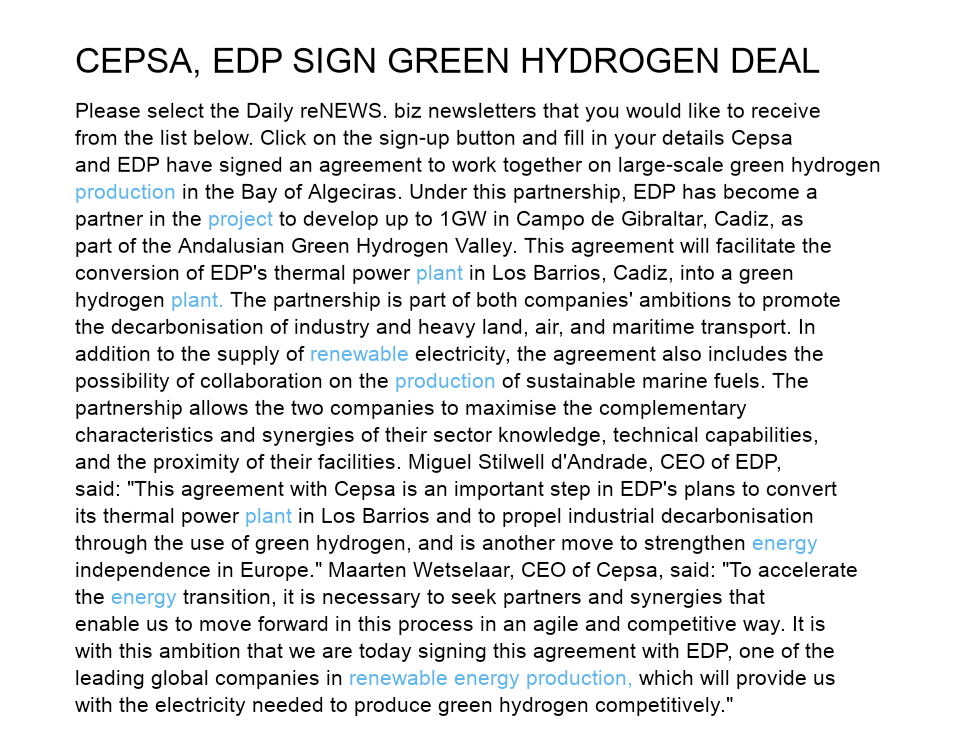 CEPSA, EDP SIGN GREEN HYDROGEN DEAL
Please select the Daily reNEWS. biz newsletters that you would like to receive
from the list below. Click on the sign-up button and fill in your details Cepsa
and EDP have signed an agreement to work together on large-scale green hydrogen
production in the Bay of Algeciras. Under this partnership, EDP has become a
partner in the project to develop up to 1GW in Campo de Gibraltar, Cadiz, as
part of the Andalusian Green Hydrogen Valley. This agreement will facilitate the
conversion of EDP's thermal power plant in Los Barrios, Cadiz, into a green
hydrogen plant. The partnership is part of both companies' ambitions to promote
the decarbonisation of industry and heavy land, air, and maritime transport. In
addition to the supply of renewable electricity, the agreement also includes the
possibility of collaboration on the production of sustainable marine fuels. The
partnership allows the two companies to maximise the complementary
characteristics and synergies of their sector knowledge, technical capabilities,
and the proximity of their facilities. Miguel Stilwell d'Andrade, CEO of EDP,
said: "This agreement with Cepsa is an important step in EDP's plans to convert
its thermal power plant in Los Barrios and to propel industrial decarbonisation
through the use of green hydrogen, and is another move to strengthen energy
independence in Europe." Maarten Wetselaar, CEO of Cepsa, said: "To accelerate
the energy transition, it is necessary to seek partners and synergies that
enable us to move forward in this process in an agile and competitive way. It is
with this ambition that we are today signing this agreement with EDP, one of the
leading global companies in renewable energy production, which will provide us
with the electricity needed to produce green hydrogen competitively."